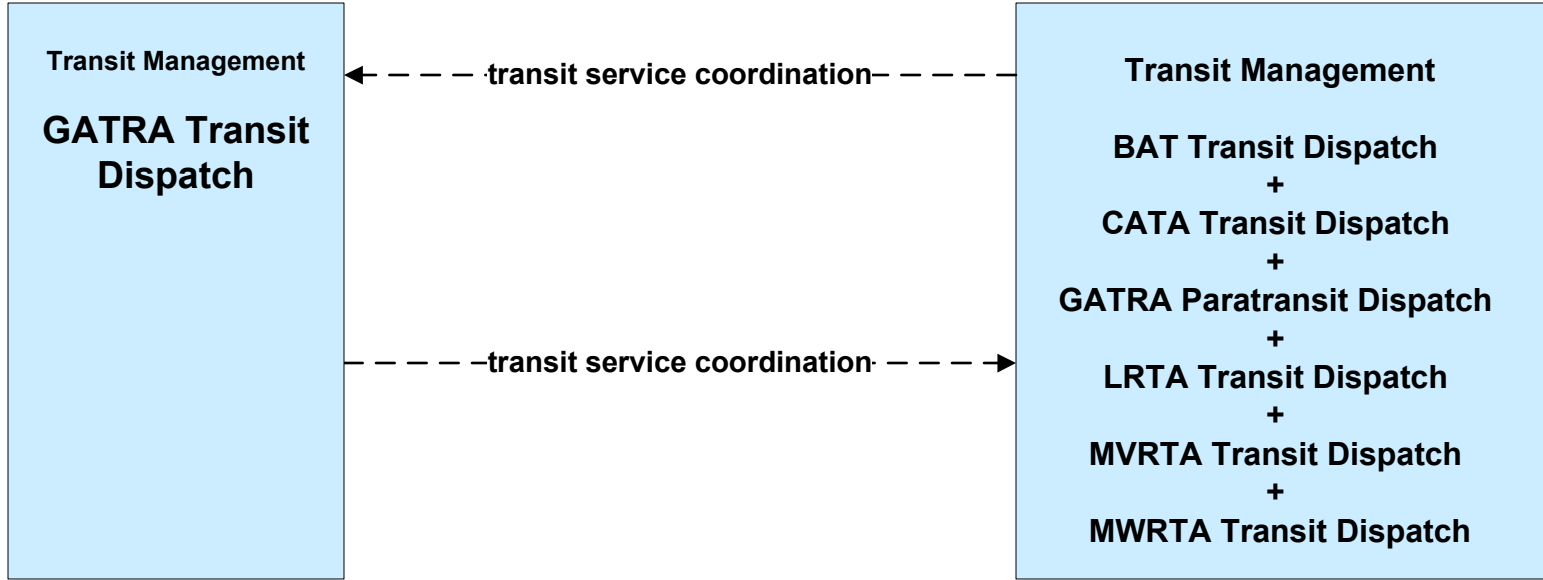 Transit Management
GATRA Transit
Dispatch
transit service coordination
transit service coordination
Transit Management
BAT Transit Dispatch
+
CATA Transit Dispatch
+
GATRA Paratransit Dispatch
+
LRTA Transit Dispatch
+
MVRTA Transit Dispatch
+
MWRTA Transit Dispatch